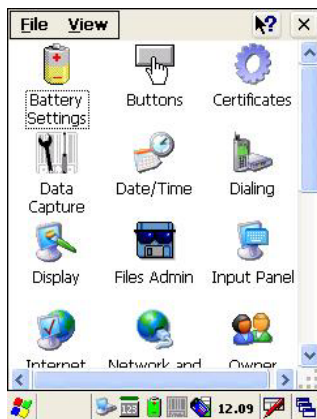 File View
?
Battery Settings
Buttons
Certificates
Data Capture
Date/Time
Dialing
Display
Files Admin
Input Panel
Internet
Network and
Owner
123
12.09